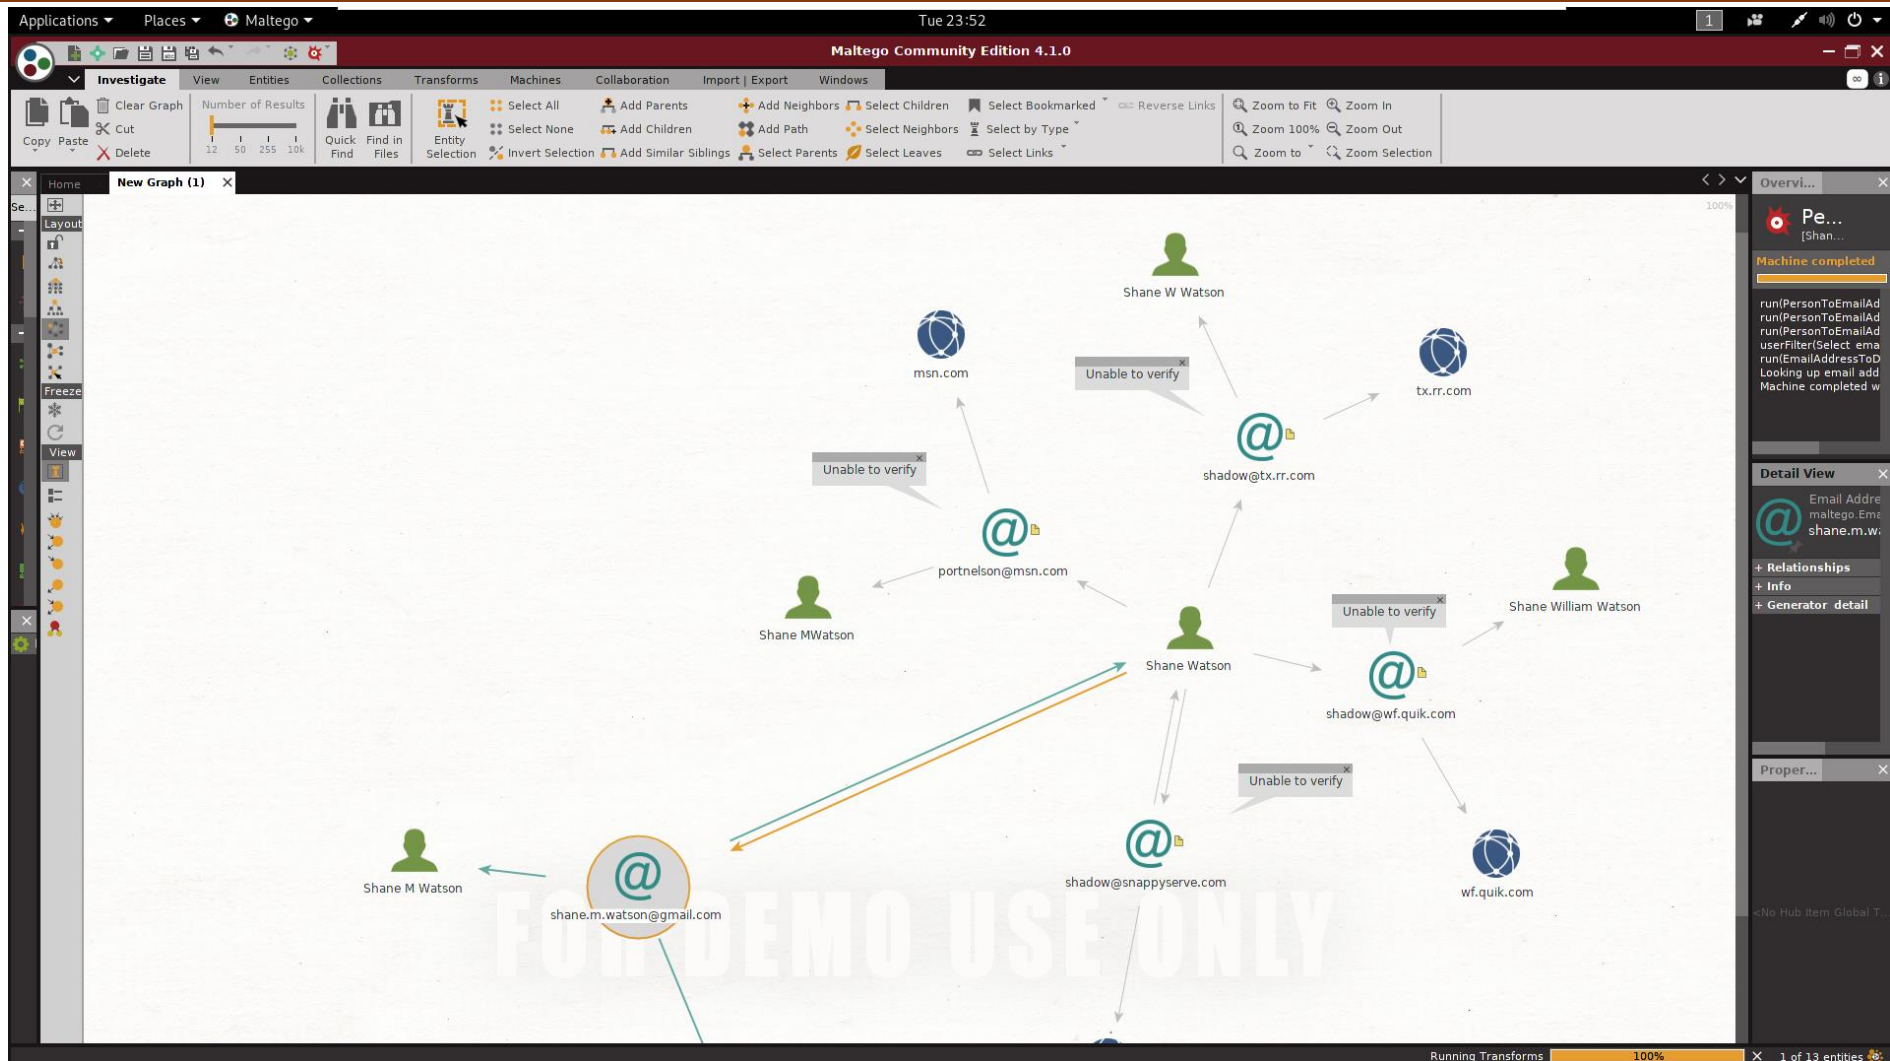 Applications Places Maltego Tue 23:52 1
Maltego Community Edition 4.1.0
Investigate View Entities Collections Transforms Machines Collaboration Import | Export Windows
Clear Graph Number of Results Select All Add Parents Add Neighbors Select Children Select Bookmarked Reverse Links Zoom to Fit Zoom In
Cut Select None Add Children Add Path Select Neighbors Select by Type Zoom 100% Zoom Out
Copy Paste Quick Find in Entity
Delete 12 50 255 10k Find Files Selection Invert Selection Add Similar Siblings Select Parents Select Leaves Select Links Zoom to Zoom Selection
Home New Graph (1) Overvi...
Se...
100%
Layout
Freeze
View
Pe...
[Shan...
Machine completed
run(PersonToEmailAd
run(PersonToEmailAd
run(PersonToEmailAd
userFilter(Select ema
run(EmailAddressToD
Looking up email add
Machine completed w
Shane W Watson
msn.com
Unable to verify
tx.rr.com
Unable to verify
shadow@tx.rr.com
portnelson@msn.com
Shane MWatson
Unable to verify
Shane William Watson
Shane Watson
shadow@wf.quik.com
Unable to verify
Shane M Watson
shadow@snappyserve.com
wf.quik.com
shane.m.watson@gmail.com
FOR DEMO USE ONLY
Detail View
Email Addre
maltego.Ema
shane.m.wa
+ Relationships
+ Info
+ Generator detail
Proper...
<No Hub Item Global T...
Running Transforms 100% 1 of 13 entities